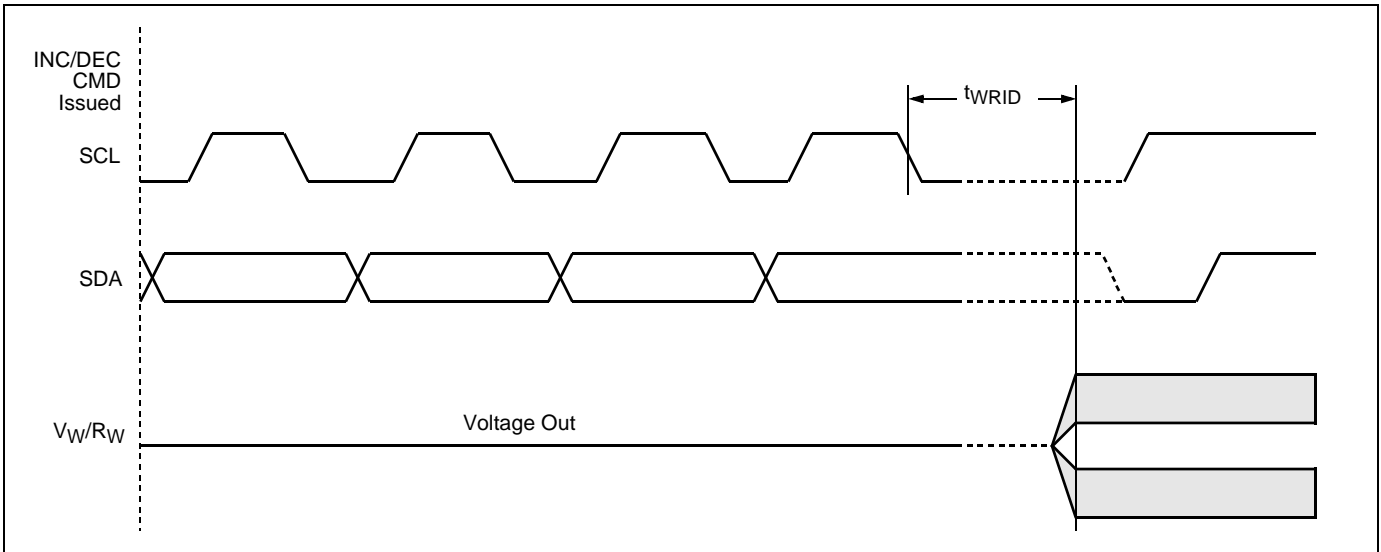 INC/DEC
CMD
Issued
tWRID
SCL
SDA
Voltage Out
VW/RW